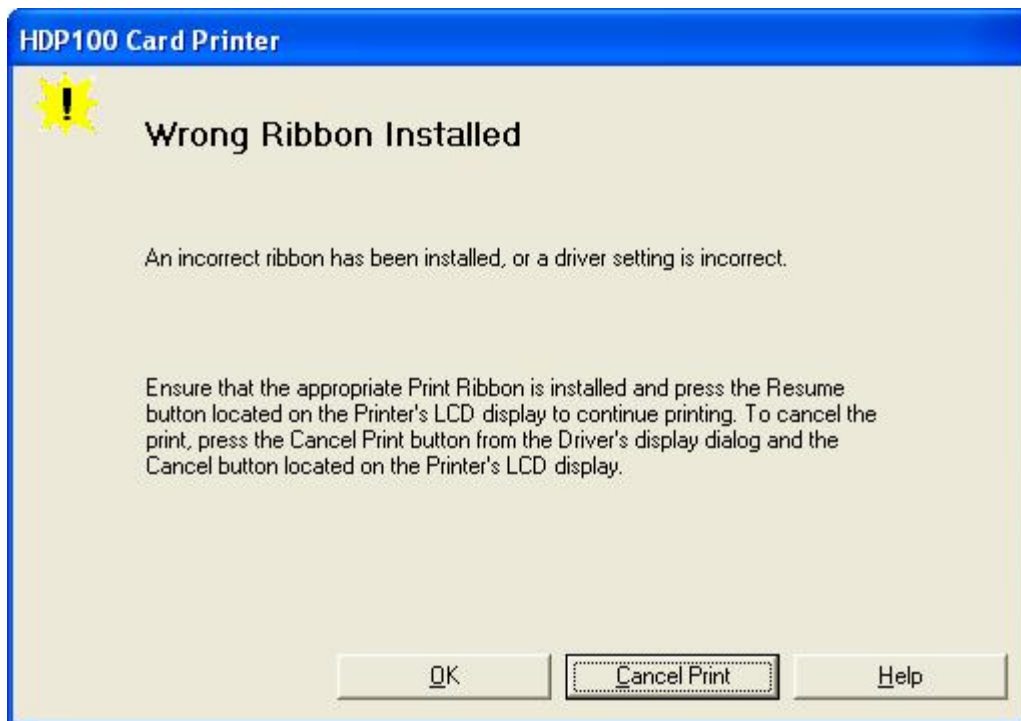 HDP100 Card Printer
Wrong Ribbon Installed
An incorrect ribbon has been installed, or a driver setting is incorrect.
Ensure that the appropriate Print Ribbon is installed and press the Resume
button located on the Printer's LCD display to continue printing. To cancel the
print, press the Cancel Print button from the Driver's display dialog and the
Cancel button located on the Printer's LCD display.
OK Cancel Print Help